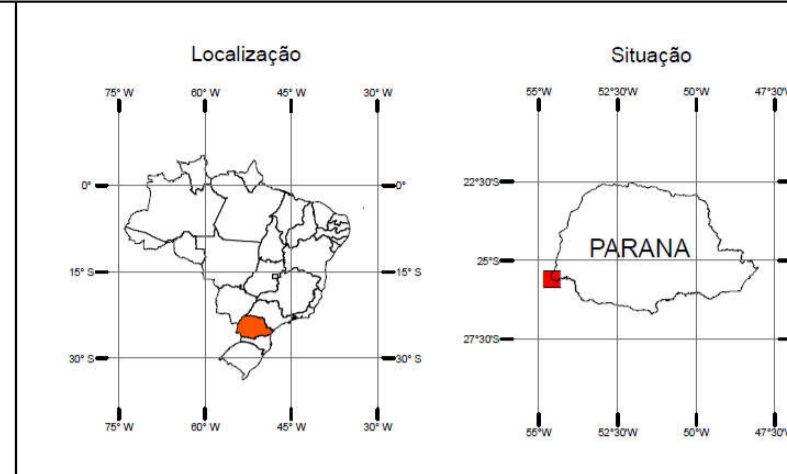 Localização
75° W 60° W 45° W 30° W
0° 0°
15° S 15° S
30° S 30° S
75° W 60° W 45° W 30° W
Situação
55°W 52°30'W 50°W 47°30'W
22°30'S
25°S
PARANA
27°30'S
55°W 52°30'W 50°W 47°30'W